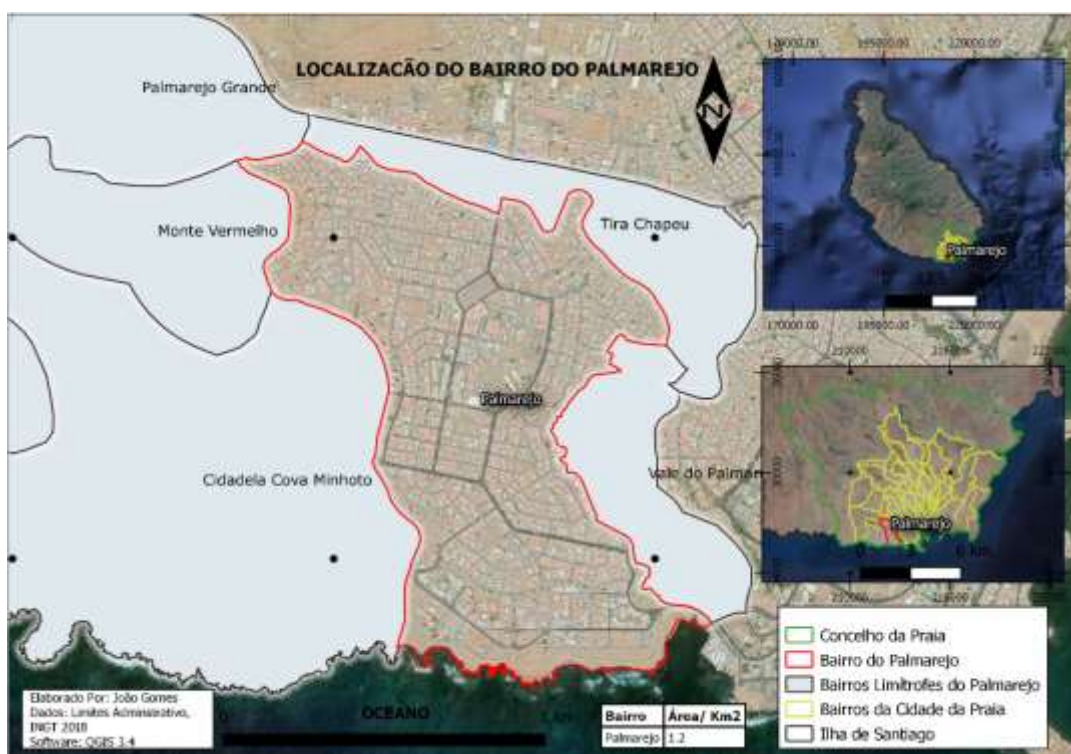 LOCALIZACÃO DO BAIRRO DO PALMAREJO
Palmarejo Grande
N
Monte Vermelho
Tira Chapeu
Palmarejo
Cidadela Cova Minhoto
Vale do Palmar
OCEANO
Elaborado Por: João Gomes
Dados: Limites Administrativo,
INGT 2018
Software: QGIS 3.4
Bairro Área/ Km2
Palmarejo 1.2
Palmarejo
170000.00
Palmarejo
Concelho da Praia
Bairro do Palmarejo
Bairros Limítrofes do Palmarejo
Bairros da Cidade da Praia
Ilha de Santiago